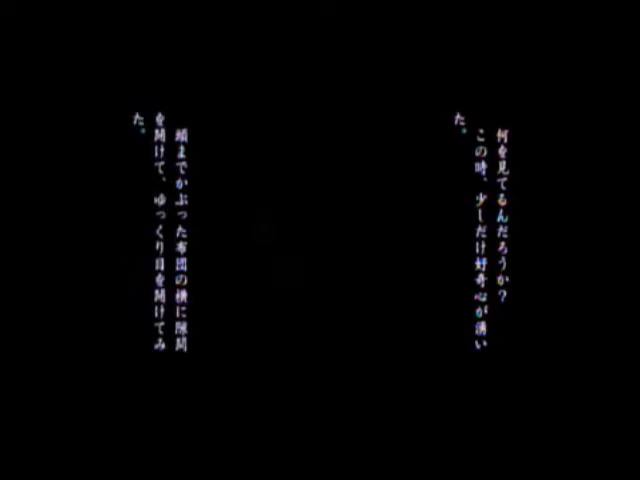 何を見てるんだろうか？
この時、少しだけ好奇心が湧い
た。
頭までかぶった布団の横に隙間
を開けて、ゆっくり目を開けてみ
た。